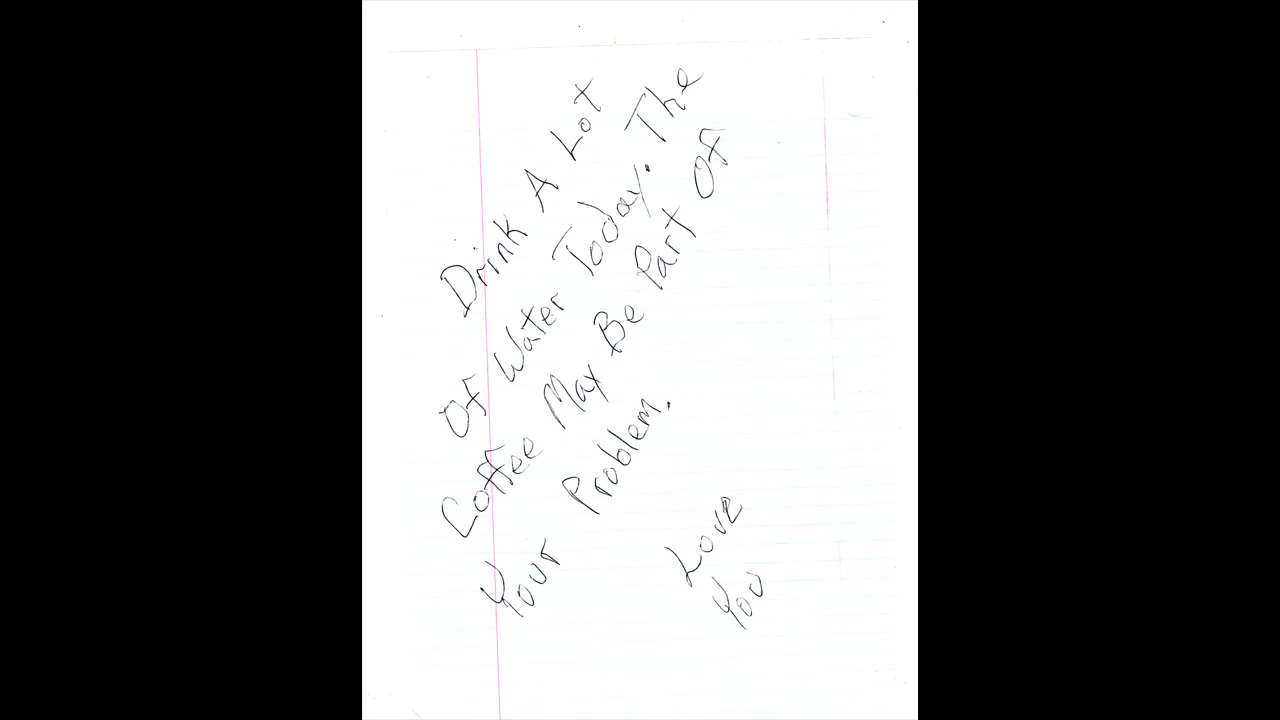 Drink A Lot
Of Water Today. The
Coffee May Be Part Of
Your Problem.
Love
You